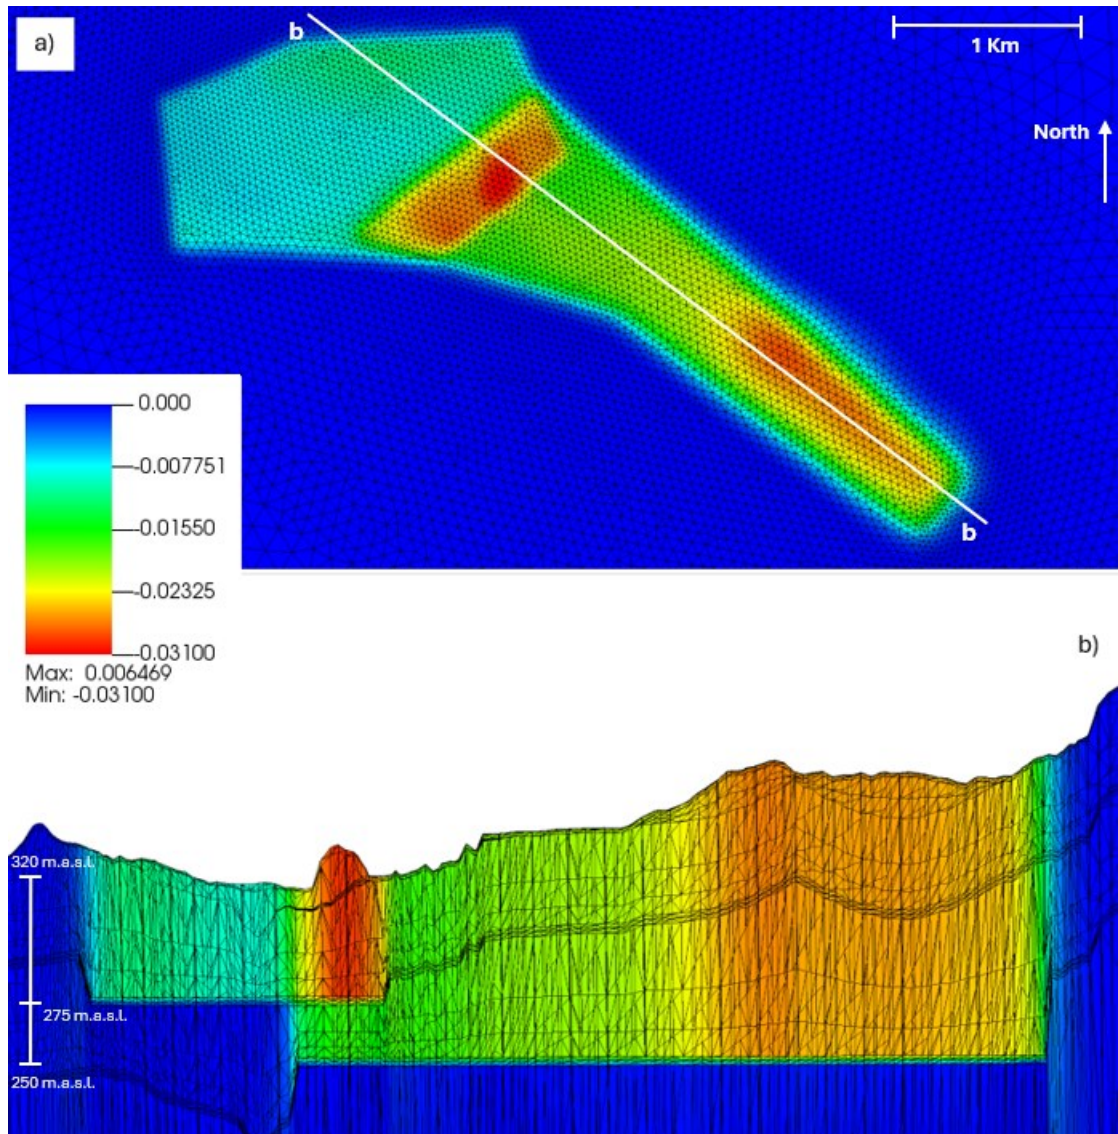 a)
b
1 Km
North
b
0.000
-0.007751
-0.01550
-0.02325
-0.03100
Max: 0.006469
Min: -0.03100
b)
320 m.a.s.l.
275 m.a.s.l.
250 m.a.s.l.